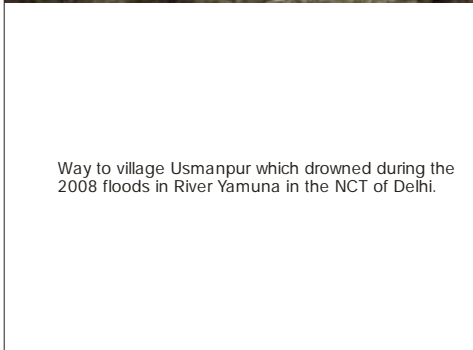 Way to village Usmanpur which drowned during the
2008 floods in River Yamuna in the NCT of Delhi.